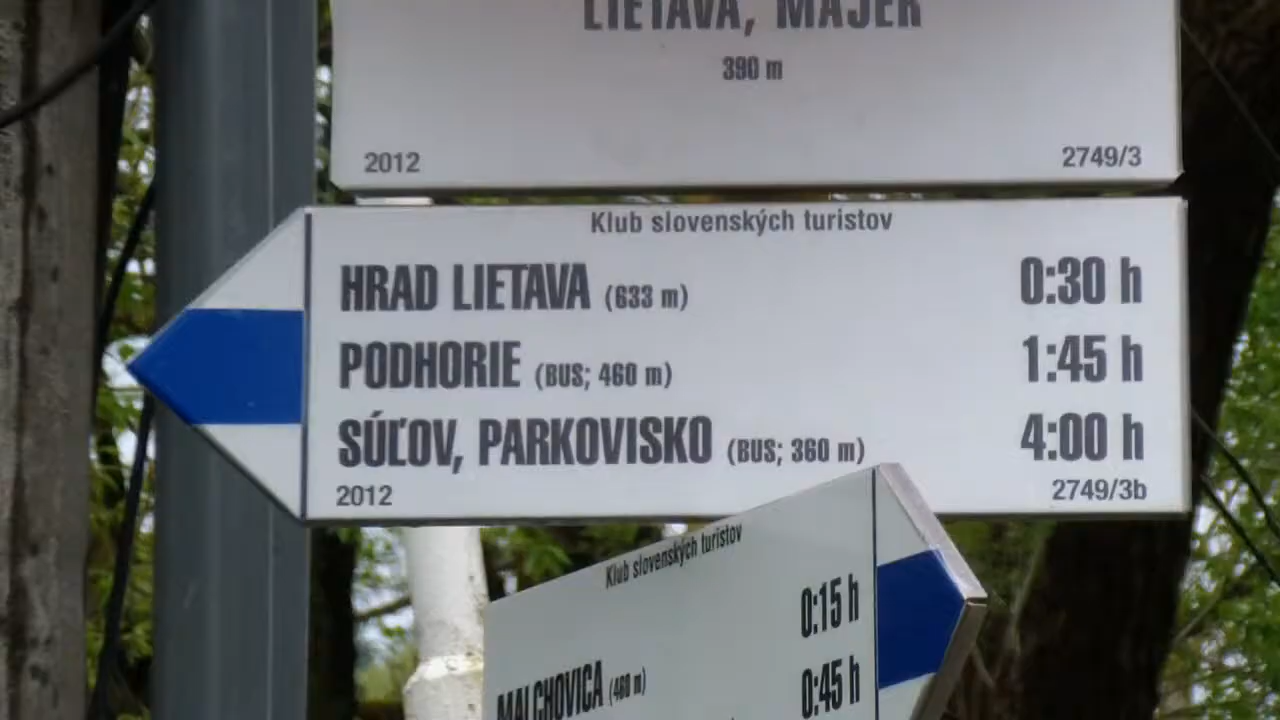 LIETAVA, MAJER
390 m
2012
2749/3
Klub slovenských turistov
HRAD LIETAVA (633 m) 0:30 h
PODHORIE (BUS; 460 m) 1:45 h
SÚĽOV, PARKOVISKO (BUS; 360 m) 4:00 h
2012
2749/3b
Klub slovenských turistov
0:15 h
MALCHOVICA (480 m) 0:45 h